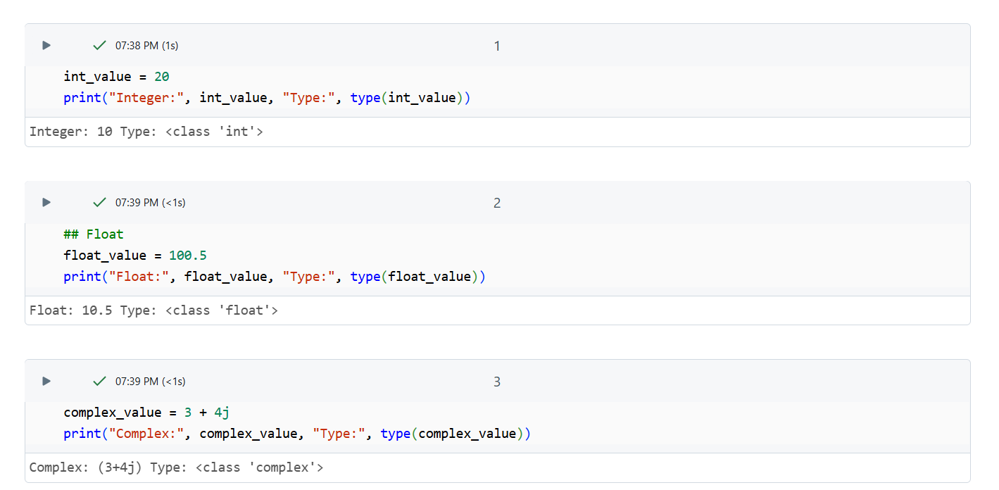 07:38 PM (1s)
1
int_value = 20
print("Integer:", int_value, "Type:", type(int_value))
Integer: 10 Type: <class 'int'>
07:39 PM (<1s)
2
## Float
float_value = 100.5
print("Float:", float_value, "Type:", type(float_value))
Float: 10.5 Type: <class 'float'>
07:39 PM (<1s)
3
complex_value = 3 + 4j
print("Complex:", complex_value, "Type:", type(complex_value))
Complex: (3+4j) Type: <class 'complex'>